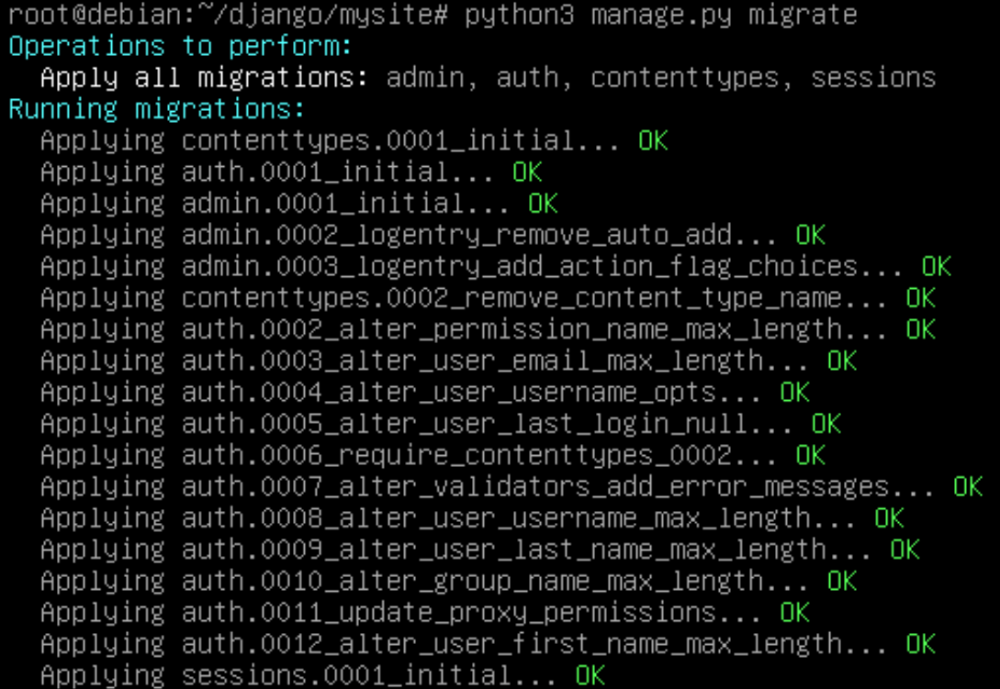 root@debian:~/django/mysite# python3 manage.py migrate
Operations to perform:
  Apply all migrations: admin, auth, contenttypes, sessions
Running migrations:
  Applying contenttypes.0001_initial... OK
  Applying auth.0001_initial... OK
  Applying admin.0001_initial... OK
  Applying admin.0002_logentry_remove_auto_add... OK
  Applying admin.0003_logentry_add_action_flag_choices... OK
  Applying contenttypes.0002_remove_content_type_name... OK
  Applying auth.0002_alter_permission_name_max_length... OK
  Applying auth.0003_alter_user_email_max_length... OK
  Applying auth.0004_alter_user_username_opts... OK
  Applying auth.0005_alter_user_last_login_null... OK
  Applying auth.0006_require_contenttypes_0002... OK
  Applying auth.0007_alter_validators_add_error_messages... OK
  Applying auth.0008_alter_user_username_max_length... OK
  Applying auth.0009_alter_user_last_name_max_length... OK
  Applying auth.0010_alter_group_name_max_length... OK
  Applying auth.0011_update_proxy_permissions... OK
  Applying auth.0012_alter_user_first_name_max_length... OK
  Applying sessions.0001_initial... OK